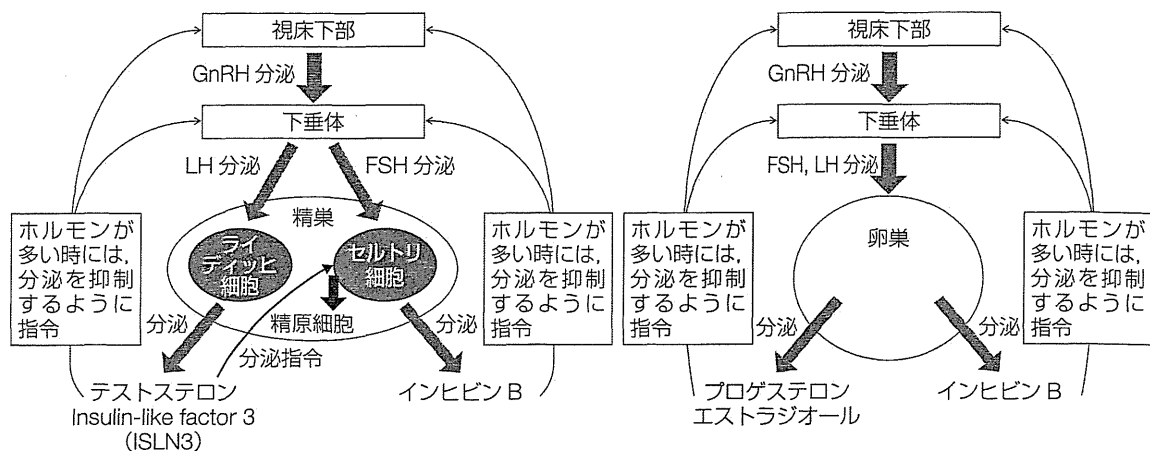 視床下部
GnRH 分泌
下垂体
LH 分泌
FSH 分泌
精巣
ライ
ディッヒ
細胞
セルトリ
細胞
精原細胞
ホルモンが
多い時には,
分泌を抑制
するように
指令
ホルモンが
多い時には,
分泌を抑制
するように
指令
分泌
分泌指令
分泌
テストステロン
Insulin-like factor 3
(ISLN3)
インヒビン B
視床下部
GnRH 分泌
下垂体
FSH, LH 分泌
卵巣
ホルモンが
多い時には,
分泌を抑制
するように
指令
ホルモンが
多い時には,
分泌を抑制
するように
指令
分泌
分泌
プロゲステロン
エストラジオール
インヒビン B